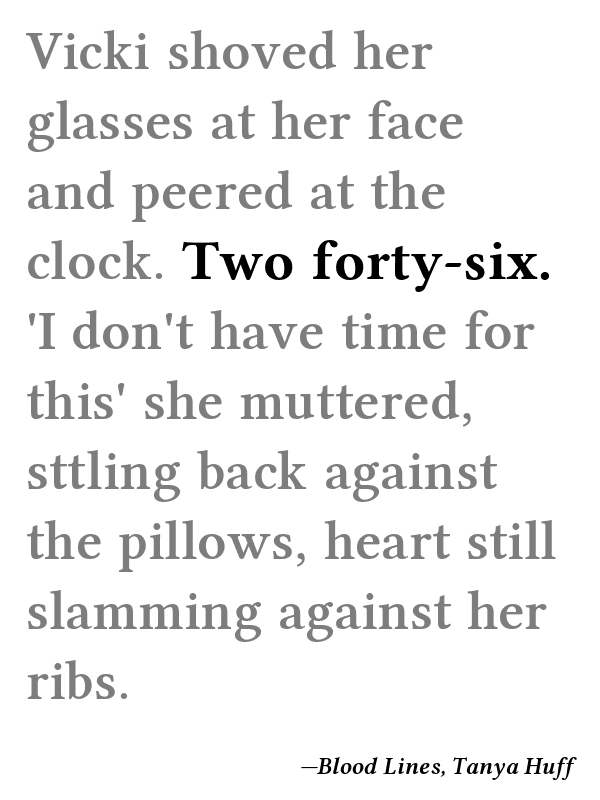 Vicki shoved her
glasses at her face
and peered at the
clock. Two forty-six.
'I don't have time for
this' she muttered,
sttling back against
the pillows, heart still
slamming against her
ribs.
—Blood Lines, Tanya Huff